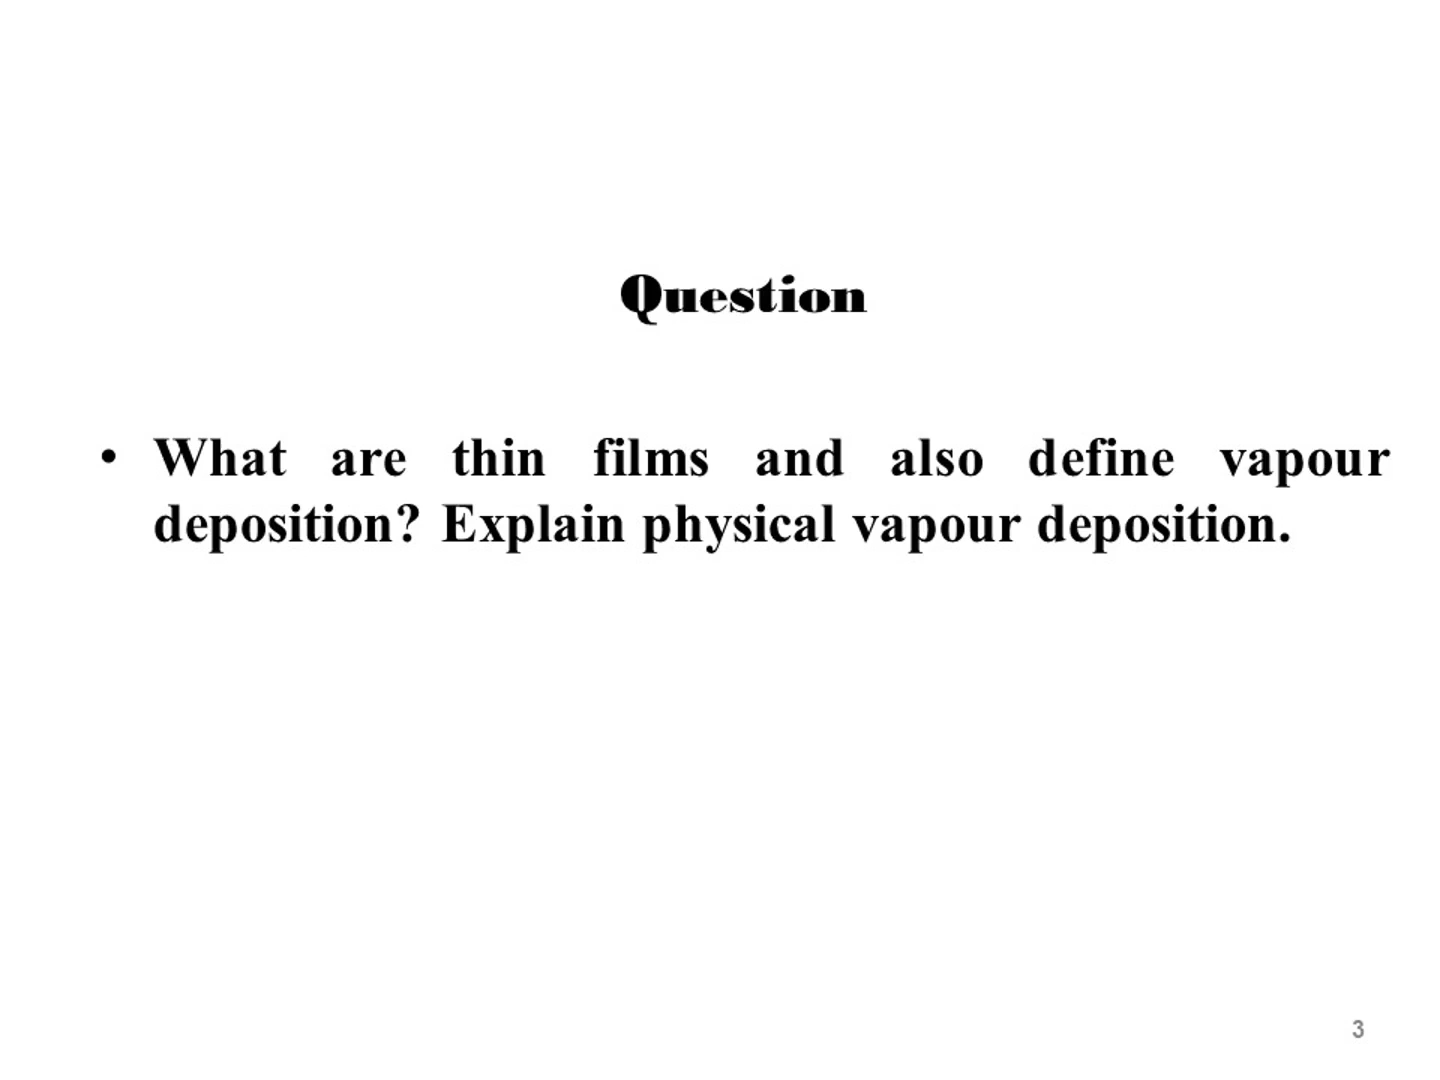 Question
• What are thin films and also define vapour
deposition? Explain physical vapour deposition.
3